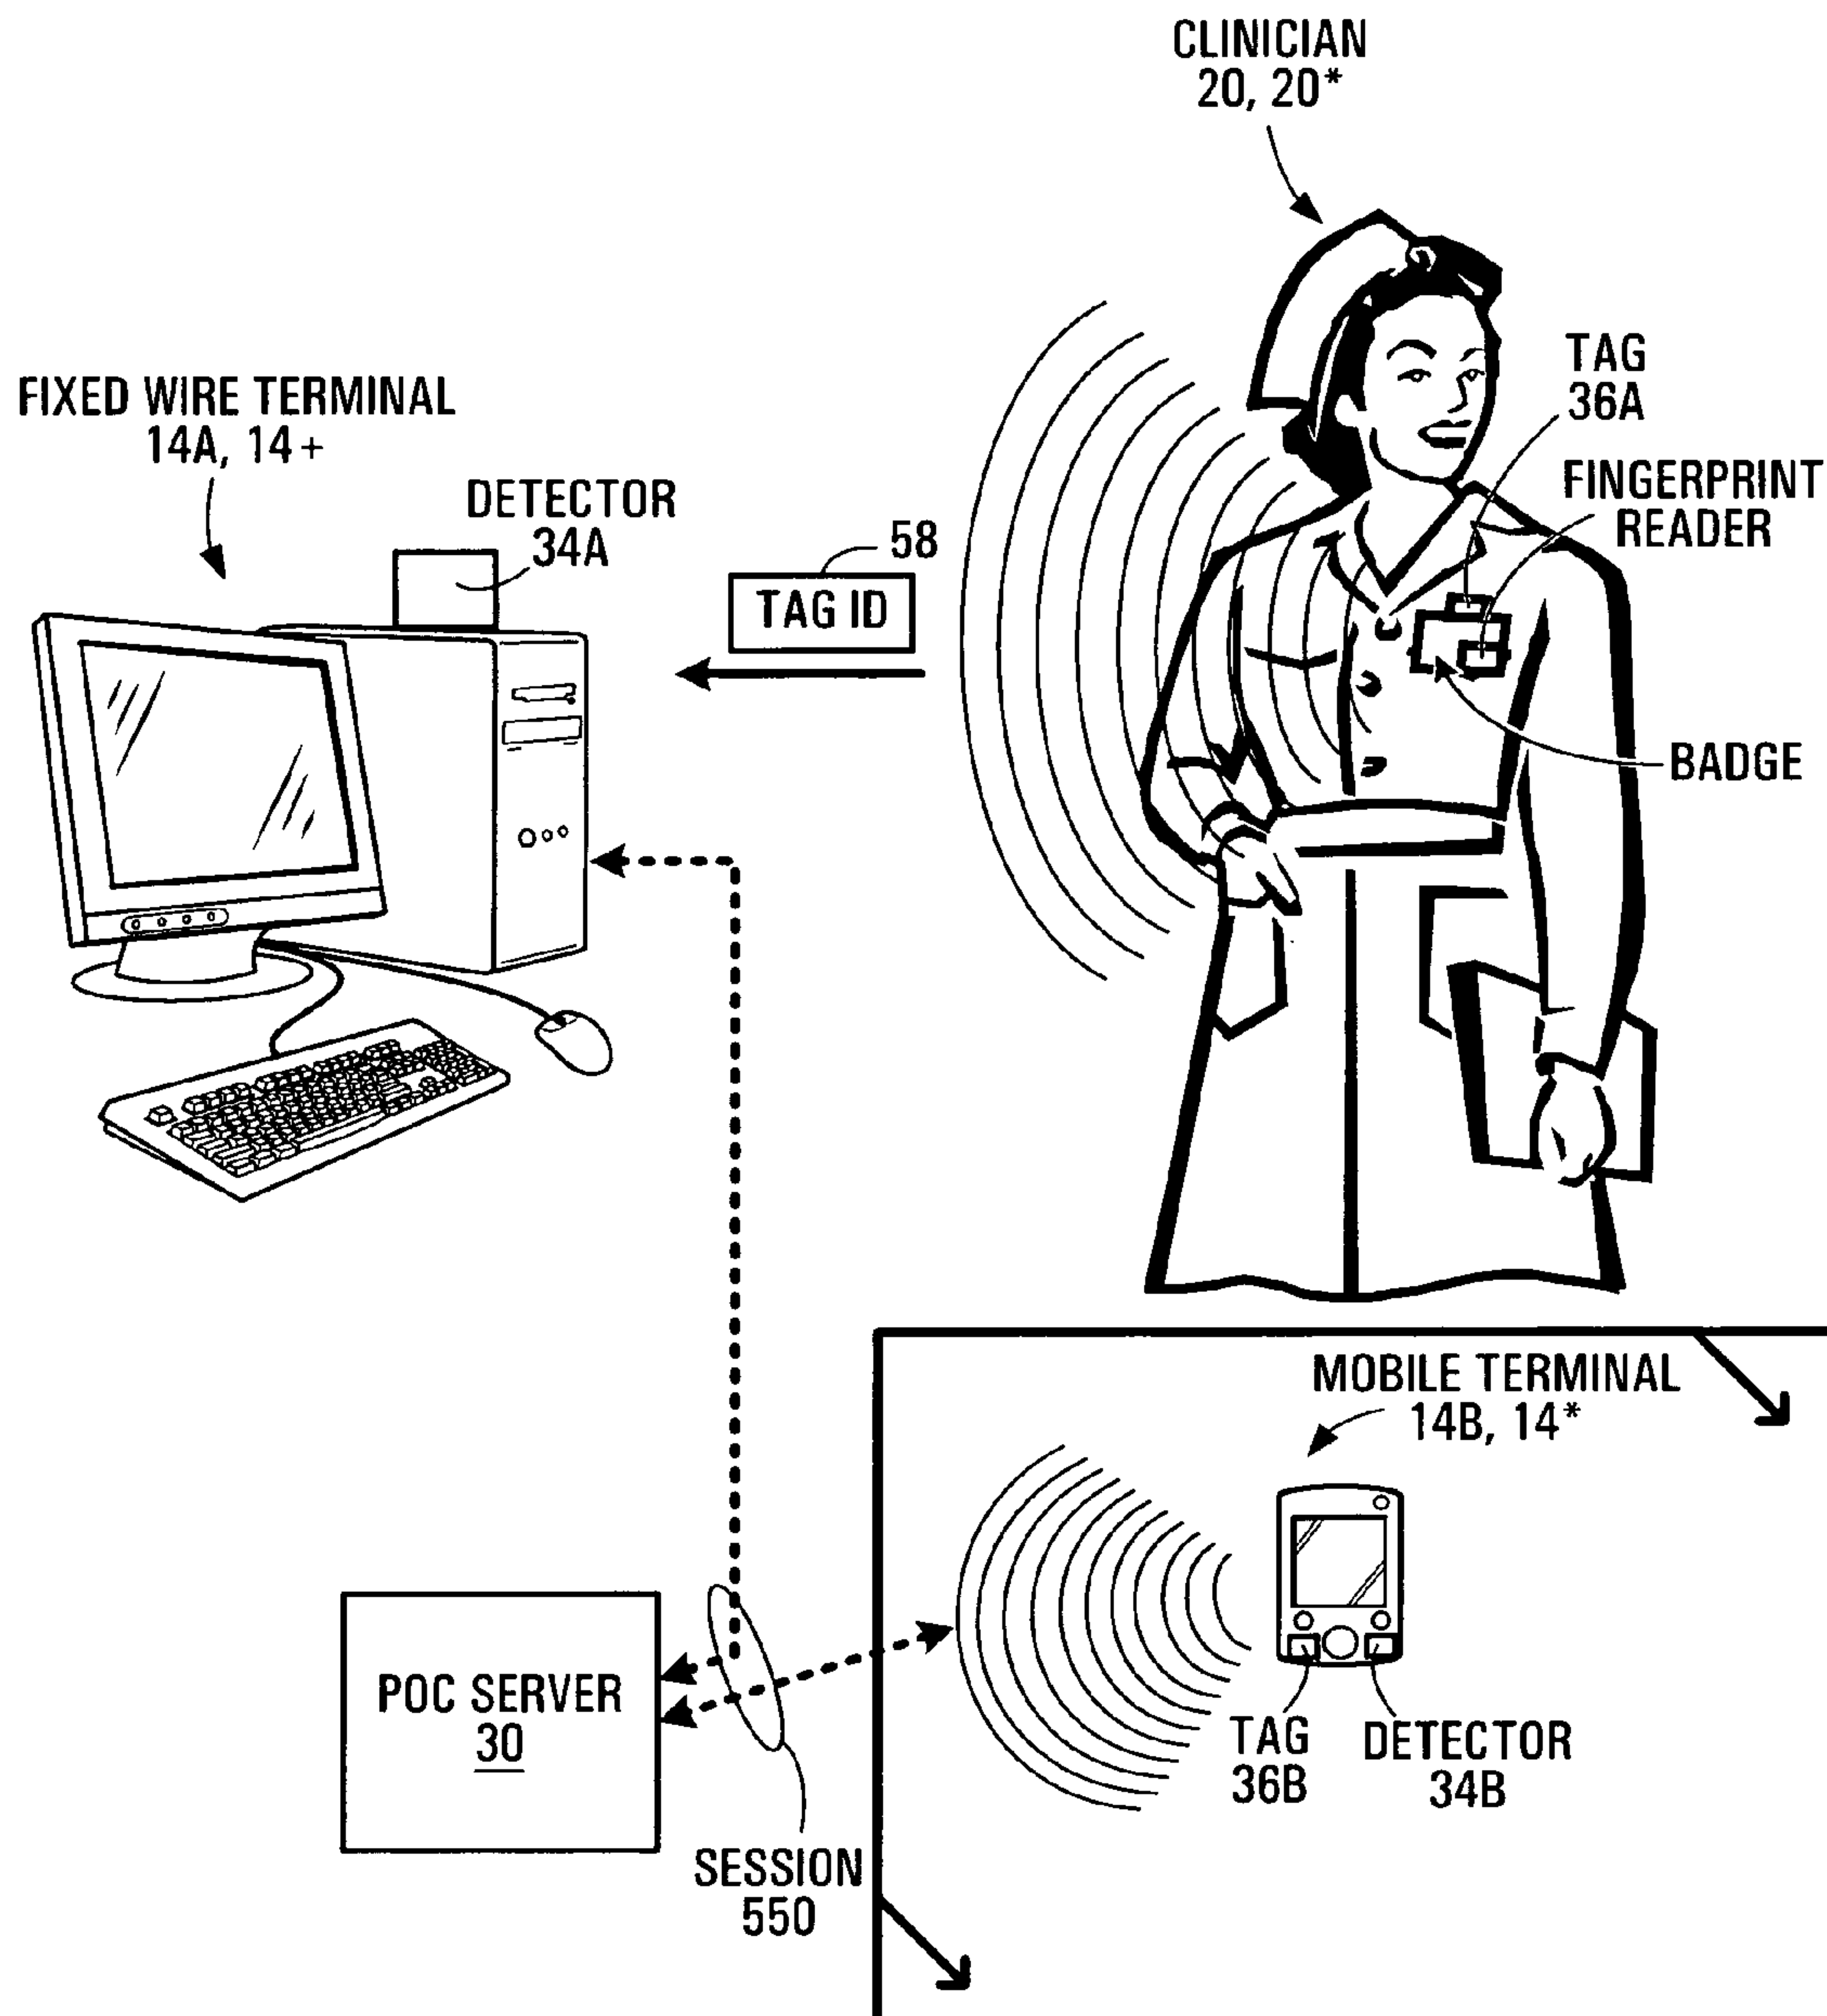 CLINICIAN
20, 20*
TAG
36A
FIXED WIRE TERMINAL
14A, 14+
FINGERPRINT
READER
DETECTOR
34A
58
TAG ID
BADGE
MOBILE TERMINAL
14B, 14*
POC SERVER
30
TAG
36B
DETECTOR
34B
SESSION
550